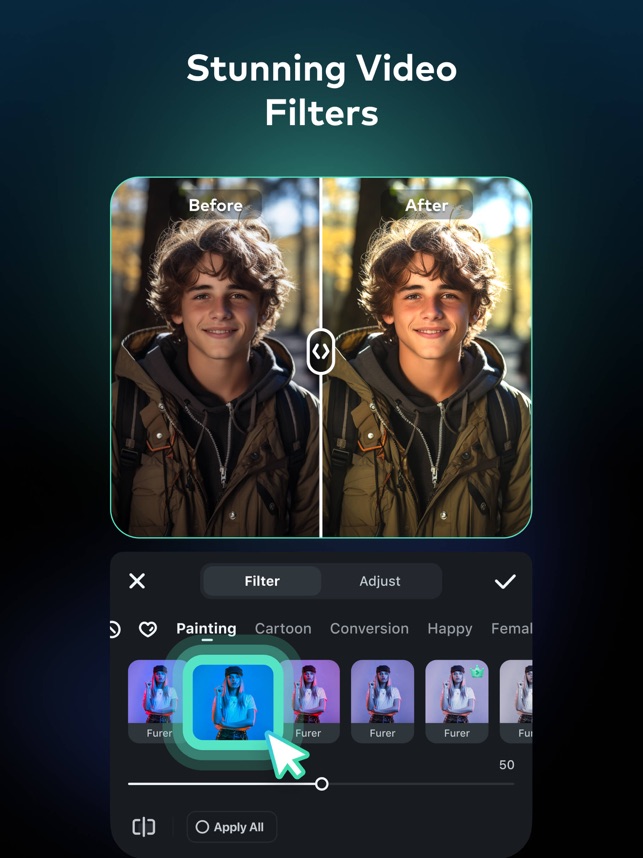 Stunning Video
Filters
Before
After
Filter
Adjust
Painting
Cartoon
Conversion
Happy
Femal
Furer
Furer
Furer
Furer
Fur
50
Apply All